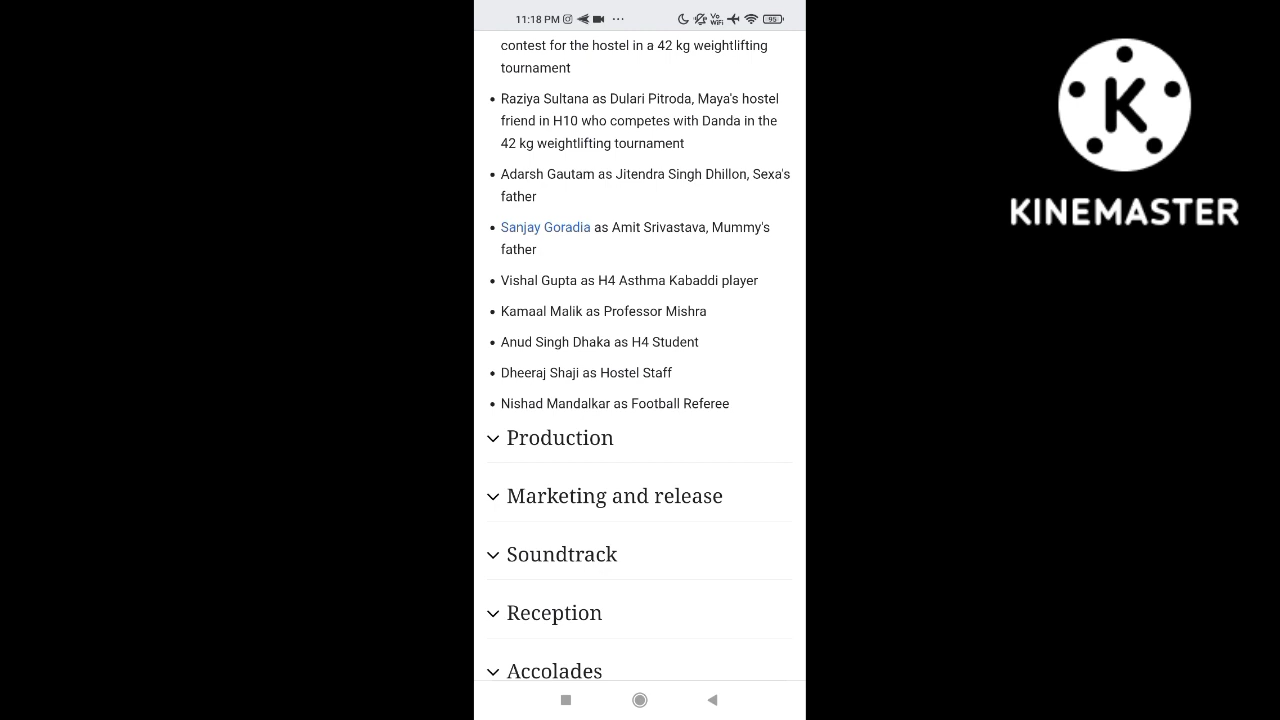 11:18 PM ...
Vo
WiFi
95
contest for the hostel in a 42 kg weightlifting
tournament
• Raziya Sultana as Dulari Pitroda, Maya's hostel
friend in H10 who competes with Danda in the
42 kg weightlifting tournament
• Adarsh Gautam as Jitendra Singh Dhillon, Sexa's
father
• Sanjay Goradia as Amit Srivastava, Mummy's
father
• Vishal Gupta as H4 Asthma Kabaddi player
• Kamaal Malik as Professor Mishra
• Anud Singh Dhaka as H4 Student
• Dheeraj Shaji as Hostel Staff
• Nishad Mandalkar as Football Referee
Production
Marketing and release
Soundtrack
Reception
Accolades
K
KINEMASTER